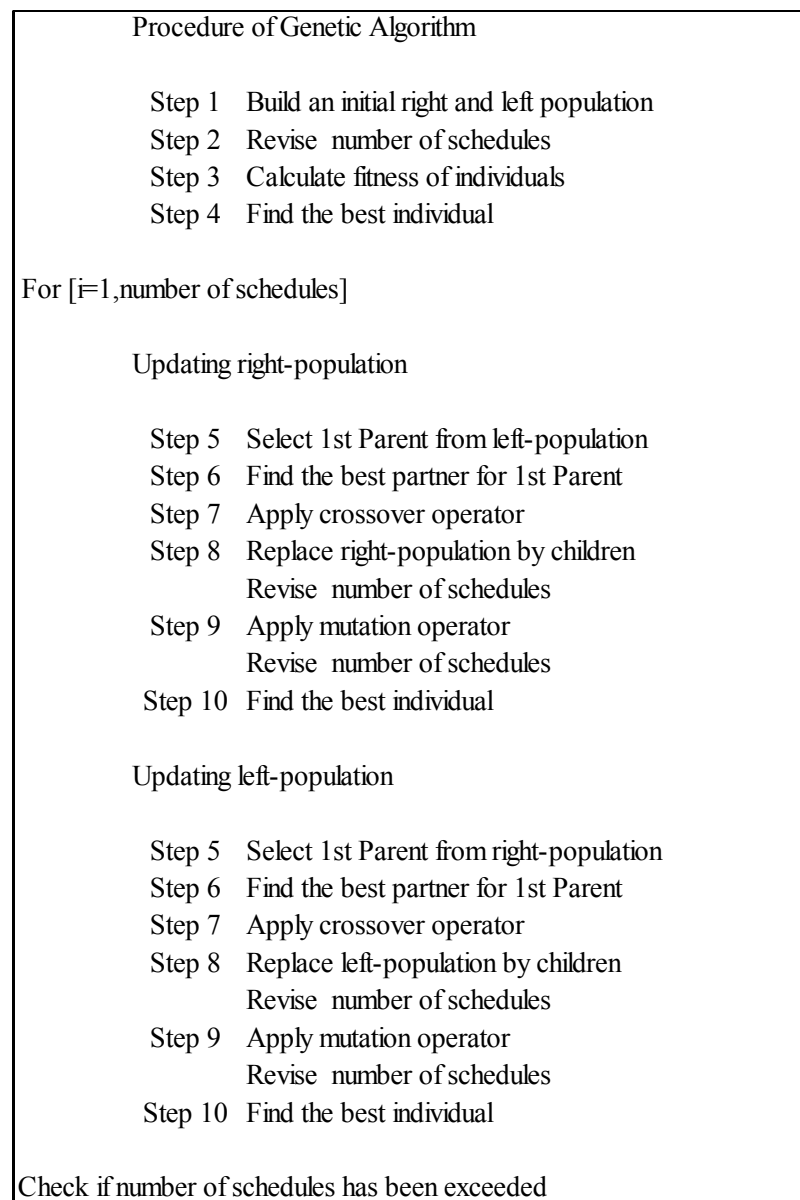 Procedure of Genetic Algorithm
Step 1 Build an initial right and left population
Step 2 Revise number of schedules
Step 3 Calculate fitness of individuals
Step 4 Find the best individual
For [i=1,number of schedules]
Updating right-population
Step 5 Select 1st Parent from left-population
Step 6 Find the best partner for 1st Parent
Step 7 Apply crossover operator
Step 8 Replace right-population by children
Revise number of schedules
Step 9 Apply mutation operator
Revise number of schedules
Step 10 Find the best individual
Updating left-population
Step 5 Select 1st Parent from right-population
Step 6 Find the best partner for 1st Parent
Step 7 Apply crossover operator
Step 8 Replace left-population by children
Revise number of schedules
Step 9 Apply mutation operator
Revise number of schedules
Step 10 Find the best individual
Check if number of schedules has been exceeded